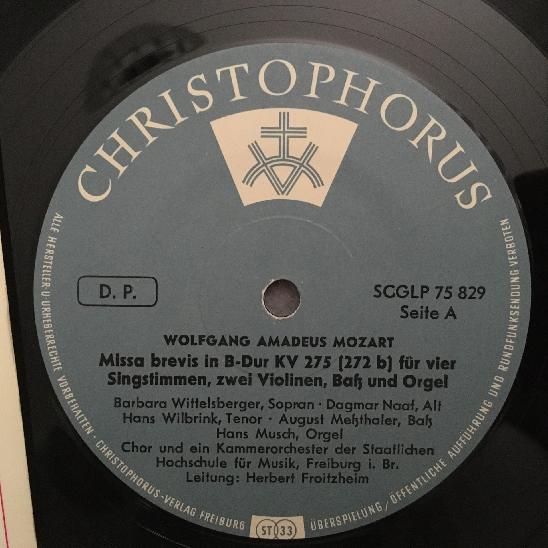 CHRISTOPHORUS
D. P.
SCGLP 75 829
Seite A
WOLFGANG AMADEUS MOZART
Missa brevis in B-Dur KV 275 (272 b) für vier
Singstimmen, zwei Violinen, Baß und Orgel
Barbara Wittelsberger, Sopran · Dagmar Naaf, Alt
Hans Wilbrink, Tenor · August Meßthaler, Baß
Hans Musch, Orgel
Chor und ein Kammerorchester der Staatlichen
Hochschule für Musik, Freiburg i. Br.
Leitung: Herbert Froitzheim
ALLE HERSTELLER- U. URHEBERRECHTE VORBEHALTEN · CHRISTOPHORUS-VERLAG FREIBURG
ST 33
ÜBERSPIELUNG / ÖFFENTLICHE AUFFÜHRUNG UND RUNDFUNKSENDUNG VERBOTEN